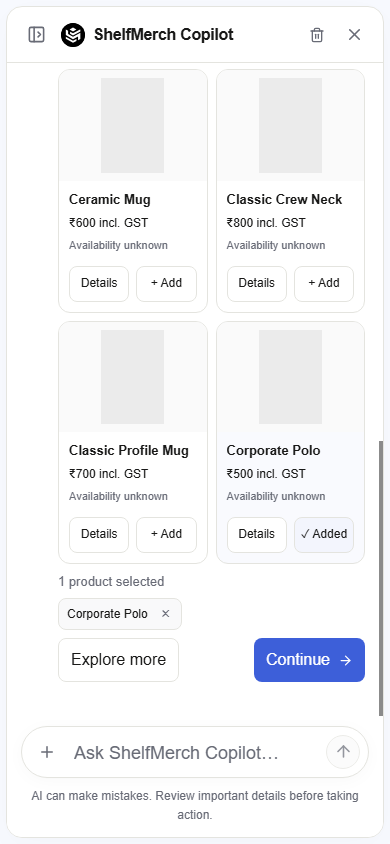 ShelfMerch Copilot
Ceramic Mug
₹600 incl. GST
Availability unknown
Details
+ Add
Classic Crew Neck
₹800 incl. GST
Availability unknown
Details
+ Add
Classic Profile Mug
₹700 incl. GST
Availability unknown
Details
+ Add
Corporate Polo
₹500 incl. GST
Availability unknown
Details
✓ Added
1 product selected
Corporate Polo ×
Explore more
Continue →
+ Ask ShelfMerch Copilot…
AI can make mistakes. Review important details before taking
action.